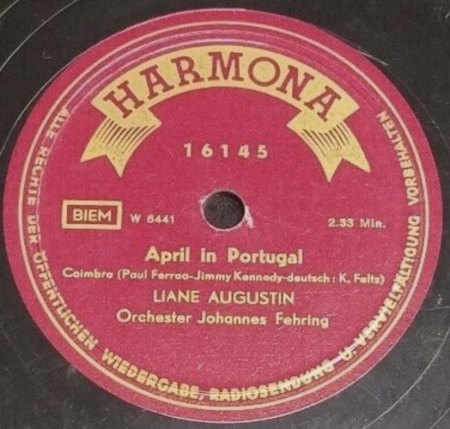 HARMONA
16145
BIEM W 6441 2.33 Min.
April in Portugal
Coimbra (Paul Ferrao-Jimmy Kennedy-deutsch: K. Feltz)
LIANE AUGUSTIN
Orchester Johannes Fehring
ALLE RECHTE DER ÖFFENTLICHEN WIEDERGABE, RADIOSENDUNG U. VERVIELFÄLTIGUNG VORBEHALTEN